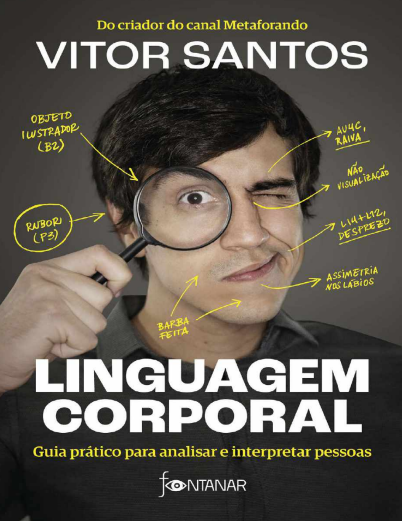 Do criador do canal Metaforando
VITOR SANTOS
OBJETO
ILUSTRADOR
(B2)
AU4C,
RAIVA
NÃO
VISUALIZAÇÃO
RUBORI
(P3)
L14+L12,
DESPREZO
ASSIMETRIA
NOS LÁBIOS
BARBA
FEITA
LINGUAGEM
CORPORAL
Guia prático para analisar e interpretar pessoas
FONTANAR